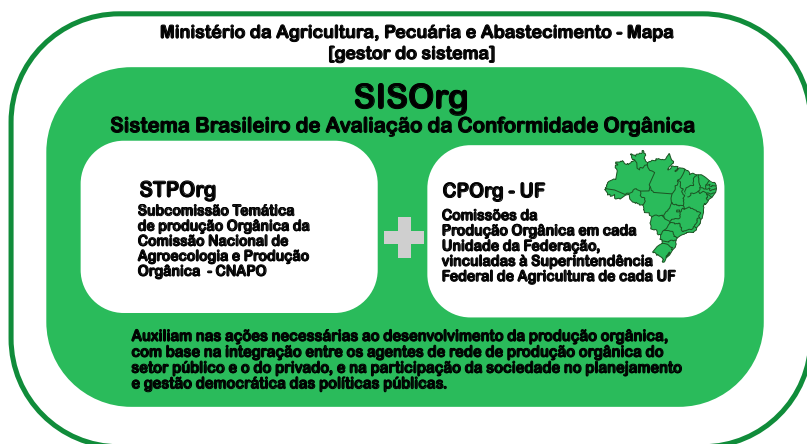 Ministério da Agricultura, Pecuária e Abastecimento - Mapa
[gestor do sistema]
SISOrg
Sistema Brasileiro de Avaliação da Conformidade Orgânica
STPOrg
Subcomissão Temática
de produção Orgânica da
Comissão Nacional de
Agroecologia e Produção
Orgânica - CNAPO
+
CPOrg - UF
Comissões da
Produção Orgânica em cada
Unidade da Federação,
vinculadas à Superintendência
Federal de Agricultura de cada UF
Auxiliam nas ações necessárias ao desenvolvimento da produção orgânica,
com base na integração entre os agentes de rede de produção orgânica do
setor público e o do privado, e na participação da sociedade no planejamento
e gestão democrática das políticas públicas.